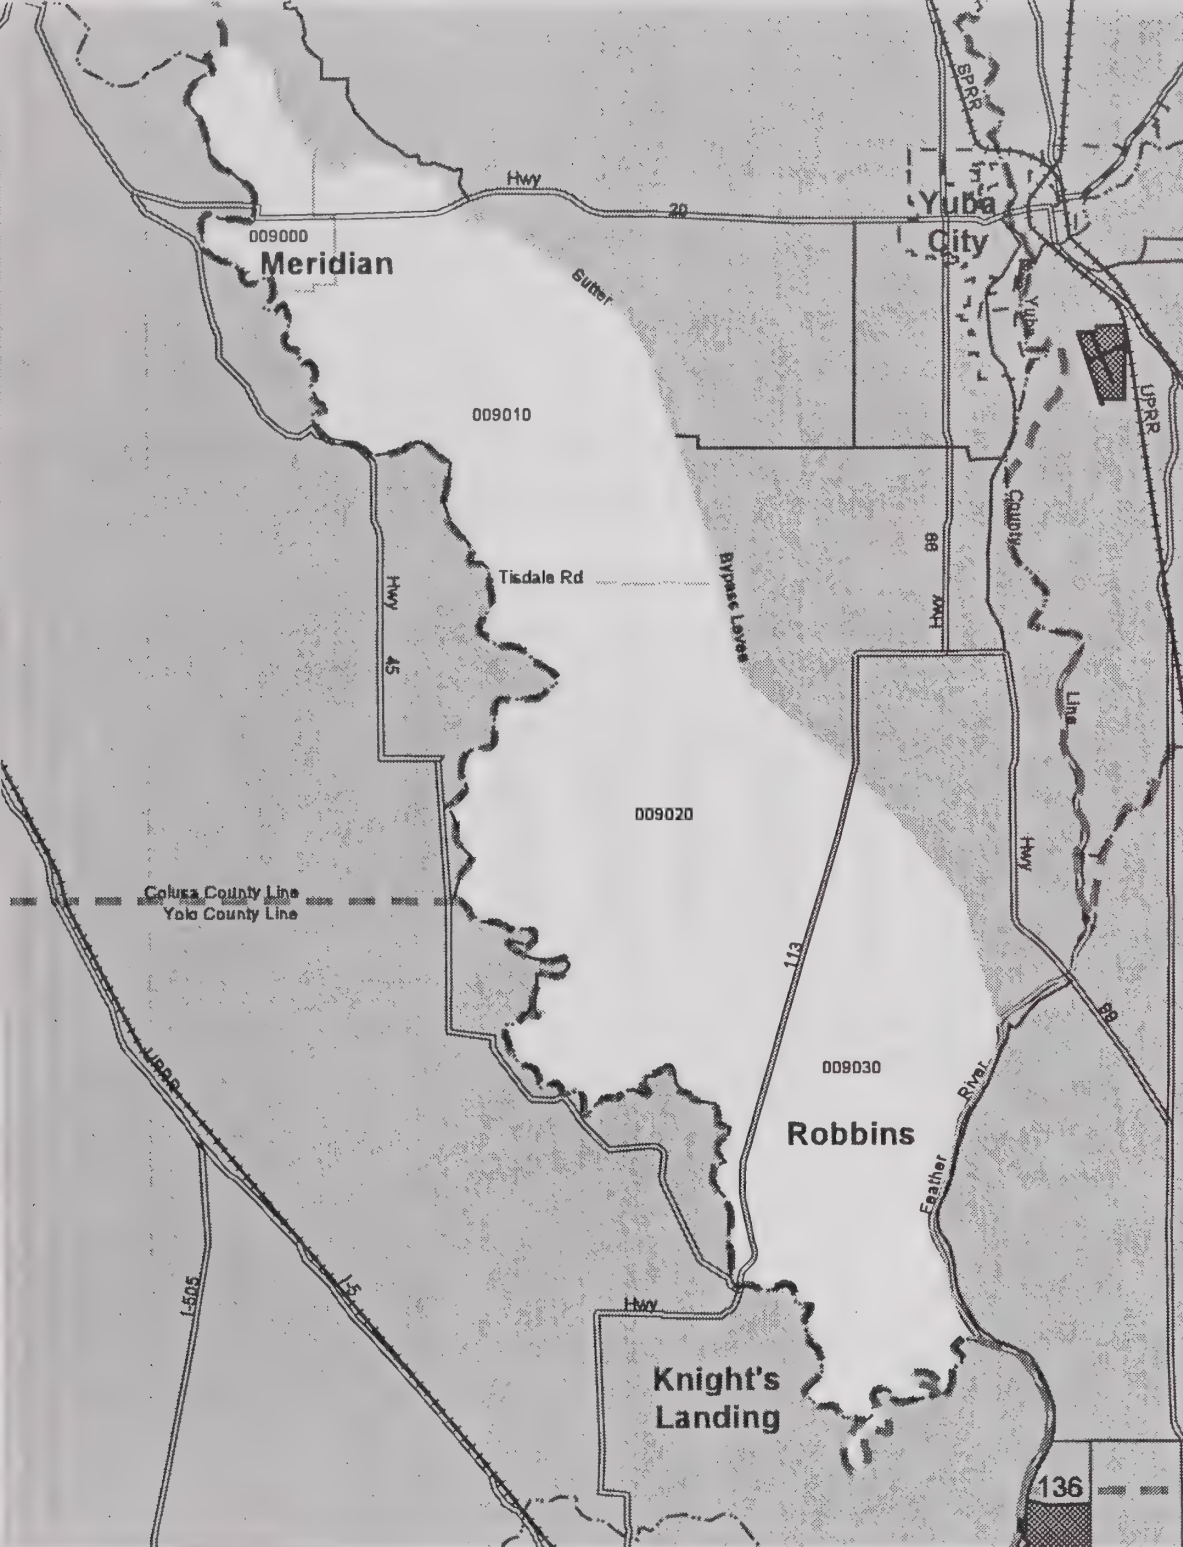 SPRR
Hwy
20
Yuba
City
009000
Meridian
Sutter
Yuba
UPRR
009010
County
99
Hwy
Tisdale Rd
Bypass Levee
Hwy
45
Line
009020
Hwy
Colusa County Line
Yolo County Line
113
99
UPRR
009030
River
Robbins
Feather
I-505
I-5
Hwy
Knight's
Landing
136